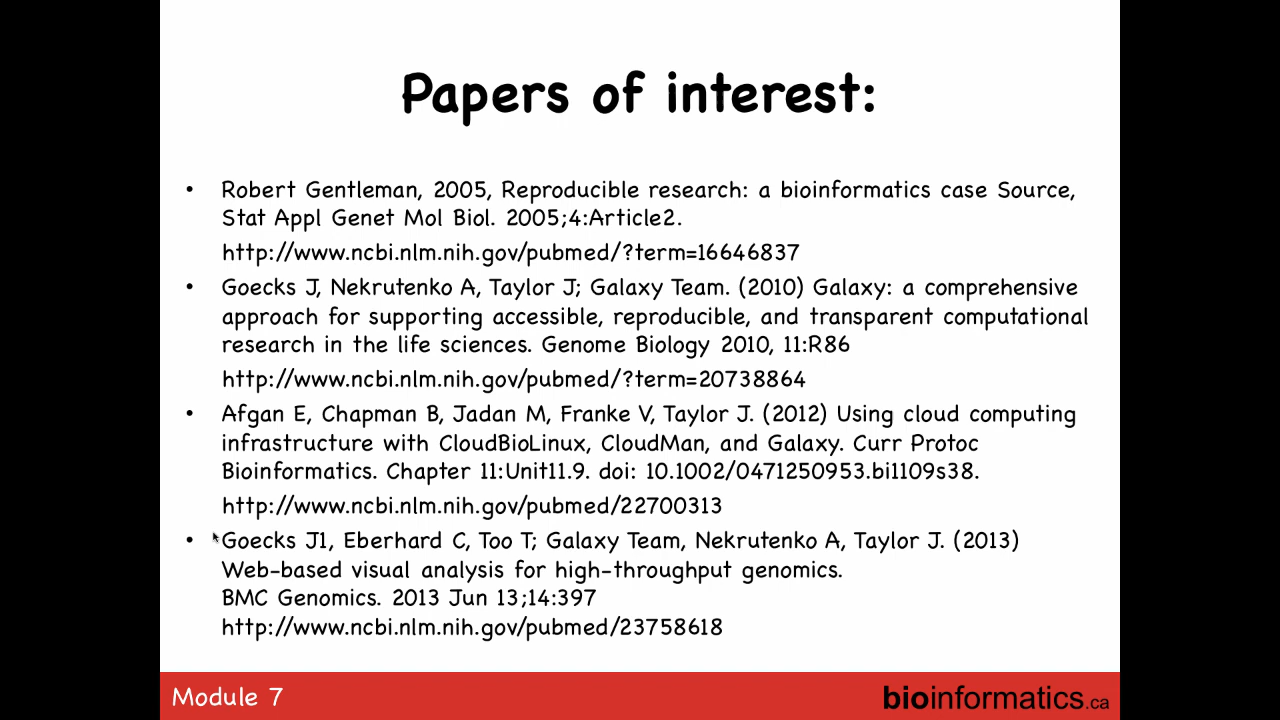 Papers of interest:
• Robert Gentleman, 2005, Reproducible research: a bioinformatics case Source,
Stat Appl Genet Mol Biol. 2005;4:Article2.
http://www.ncbi.nlm.nih.gov/pubmed/?term=16646837
• Goecks J, Nekrutenko A, Taylor J; Galaxy Team. (2010) Galaxy: a comprehensive
approach for supporting accessible, reproducible, and transparent computational
research in the life sciences. Genome Biology 2010, 11:R86
http://www.ncbi.nlm.nih.gov/pubmed/?term=20738864
• Afgan E, Chapman B, Jadan M, Franke V, Taylor J. (2012) Using cloud computing
infrastructure with CloudBioLinux, CloudMan, and Galaxy. Curr Protoc
Bioinformatics. Chapter 11:Unit11.9. doi: 10.1002/0471250953.bi1109s38.
http://www.ncbi.nlm.nih.gov/pubmed/22700313
• Goecks J1, Eberhard C, Too T; Galaxy Team, Nekrutenko A, Taylor J. (2013)
Web-based visual analysis for high-throughput genomics.
BMC Genomics. 2013 Jun 13;14:397
http://www.ncbi.nlm.nih.gov/pubmed/23758618
Module 7
bioinformatics.ca